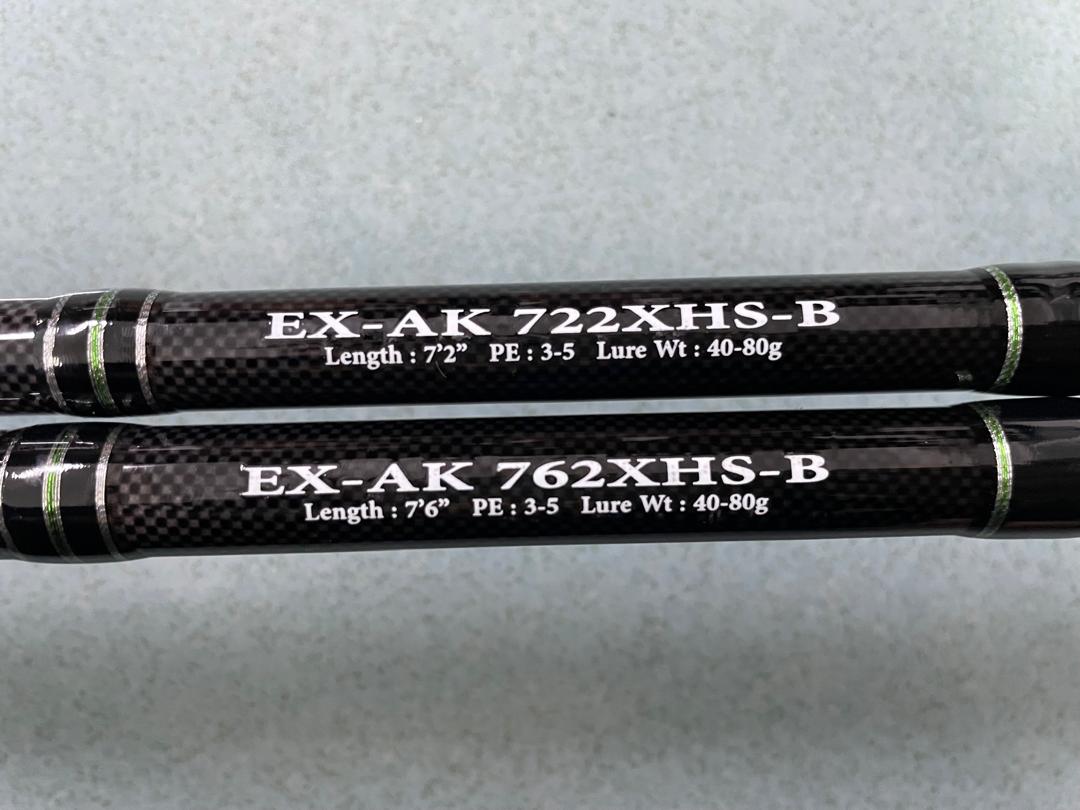 EX-AK 722XHS-B
Length : 7’2” PE : 3-5 Lure Wt : 40-80g
EX-AK 762XHS-B
Length : 7’6” PE : 3-5 Lure Wt : 40-80g